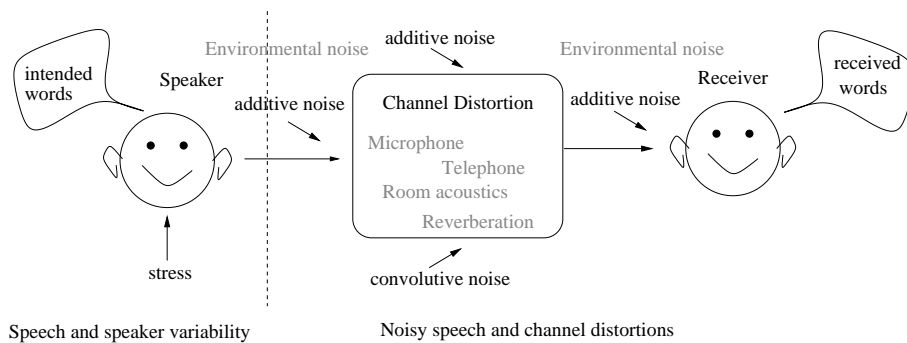 Environmental noise
additive noise
Environmental noise
intended
words
Speaker
Receiver
received
words
additive noise
Channel Distortion
additive noise
Microphone
Telephone
Room acoustics
Reverberation
stress
convolutive noise
Speech and speaker variability
Noisy speech and channel distortions